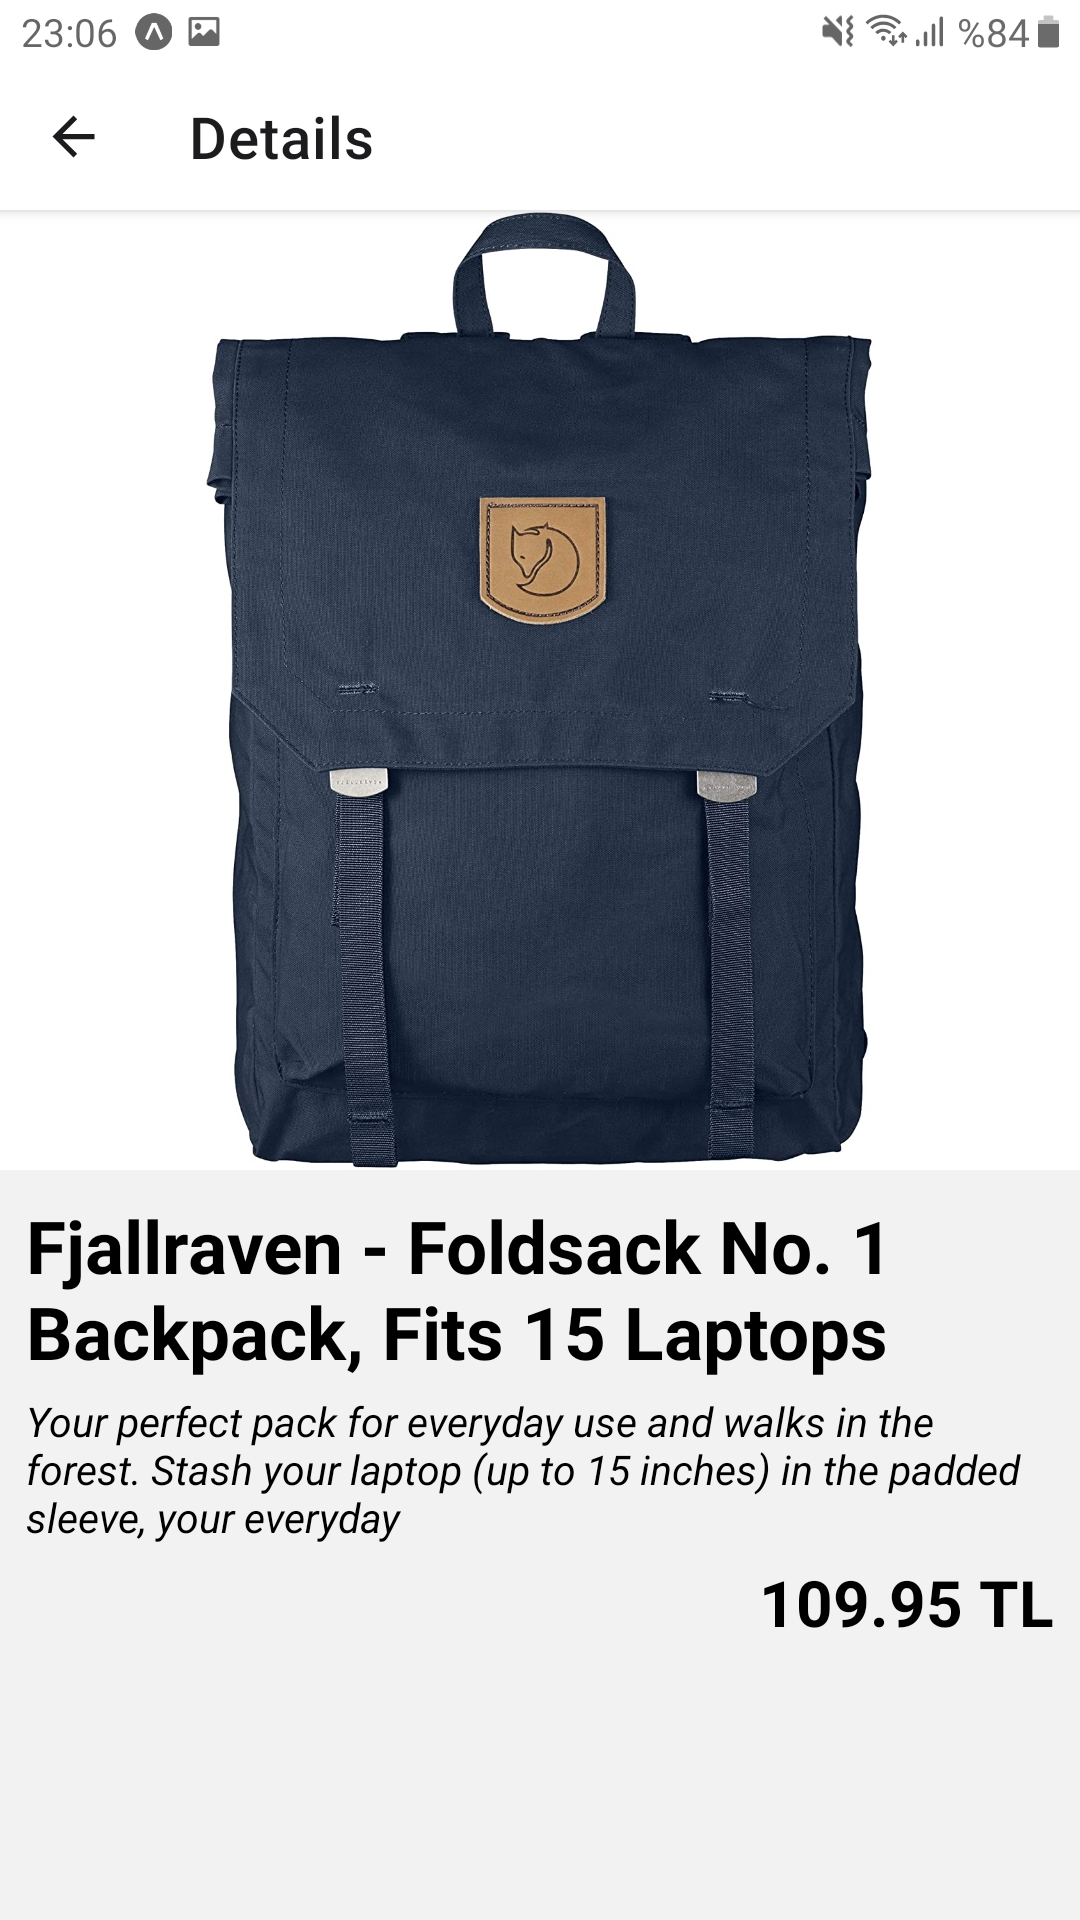 23:06
%84
Details
Fjallraven - Foldsack No. 1
Backpack, Fits 15 Laptops
Your perfect pack for everyday use and walks in the
forest. Stash your laptop (up to 15 inches) in the padded
sleeve, your everyday
109.95 TL